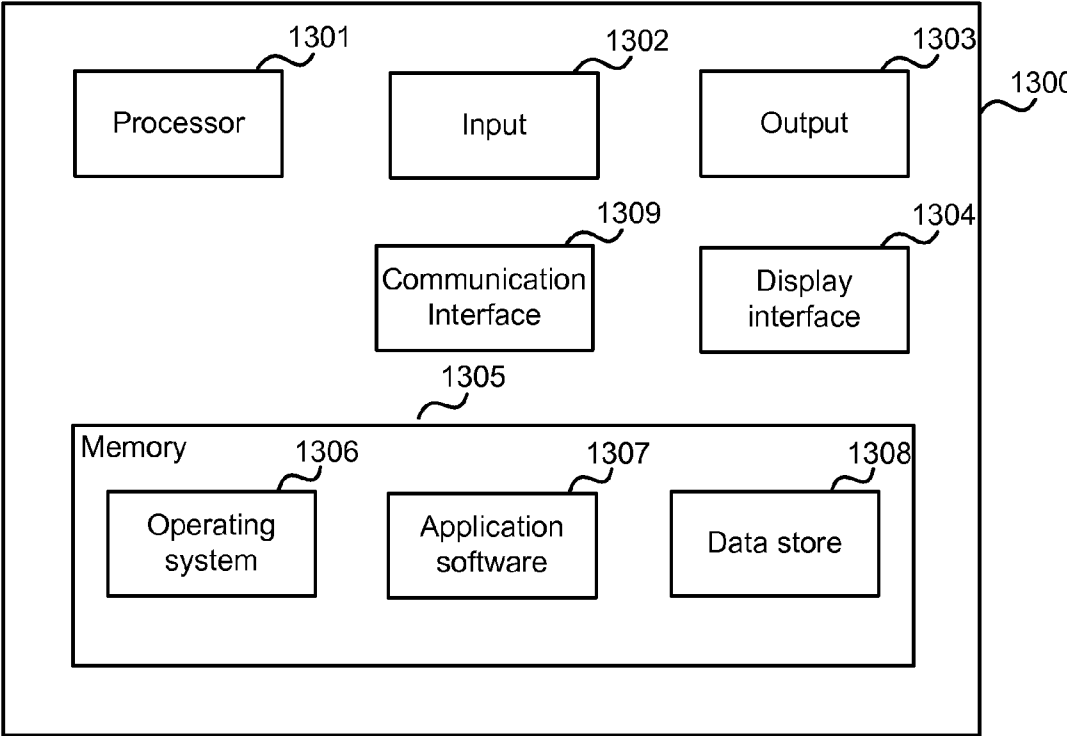 1301
1302
1303
1300
Processor
Input
Output
1309
1304
Communication
Interface
Display
interface
1305
Memory
1306
1307
1308
Operating
system
Application
software
Data store